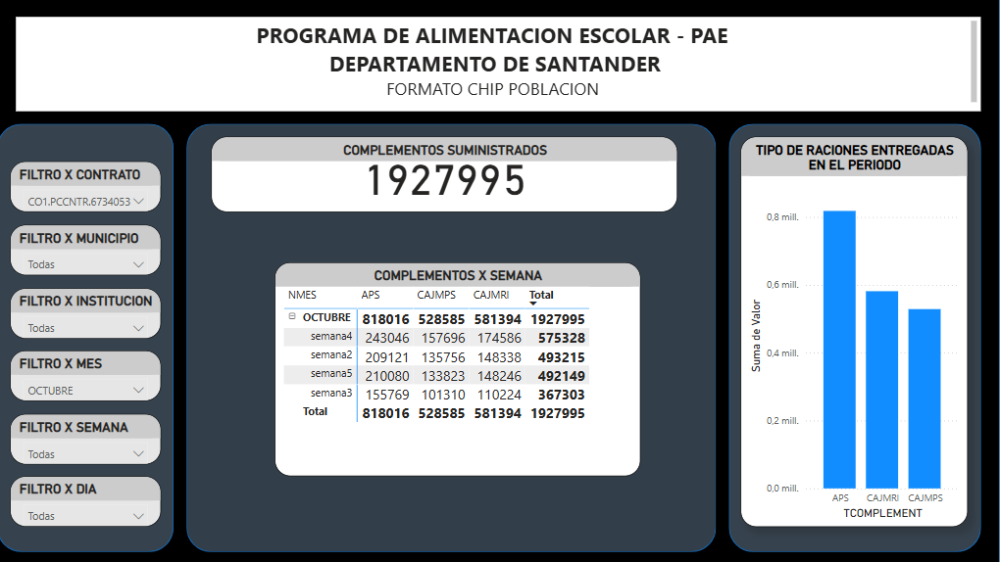 PROGRAMA DE ALIMENTACION ESCOLAR - PAE
DEPARTAMENTO DE SANTANDER
FORMATO CHIP POBLACION
FILTRO X CONTRATO
CO1.PCCNTR.6734053
FILTRO X MUNICIPIO
Todas
FILTRO X INSTITUCION
Todas
FILTRO X MES
OCTUBRE
FILTRO X SEMANA
Todas
FILTRO X DIA
Todas
COMPLEMENTOS SUMINISTRADOS
1927995
COMPLEMENTOS X SEMANA
NMES APS CAJMPS CAJMRI Total
OCTUBRE 818016 528585 581394 1927995
semana4 243046 157696 174586 575328
semana2 209121 135756 148338 493215
semana5 210080 133823 148246 492149
semana3 155769 101310 110224 367303
Total 818016 528585 581394 1927995
TIPO DE RACIONES ENTREGADAS
EN EL PERIODO
Suma de Valor
0,8 mill.
0,6 mill.
0,4 mill.
0,2 mill.
0,0 mill.
APS CAJMRI CAJMPS
TCOMPLEMENT